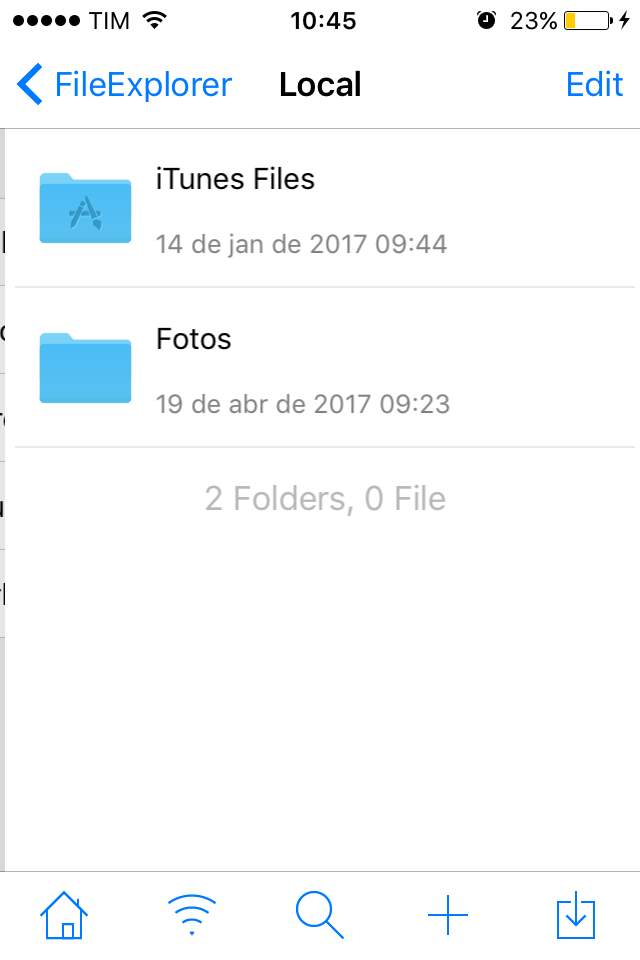 TIM 10:45 23%
FileExplorer Local Edit
iTunes Files
14 de jan de 2017 09:44
Fotos
19 de abr de 2017 09:23
2 Folders, 0 File